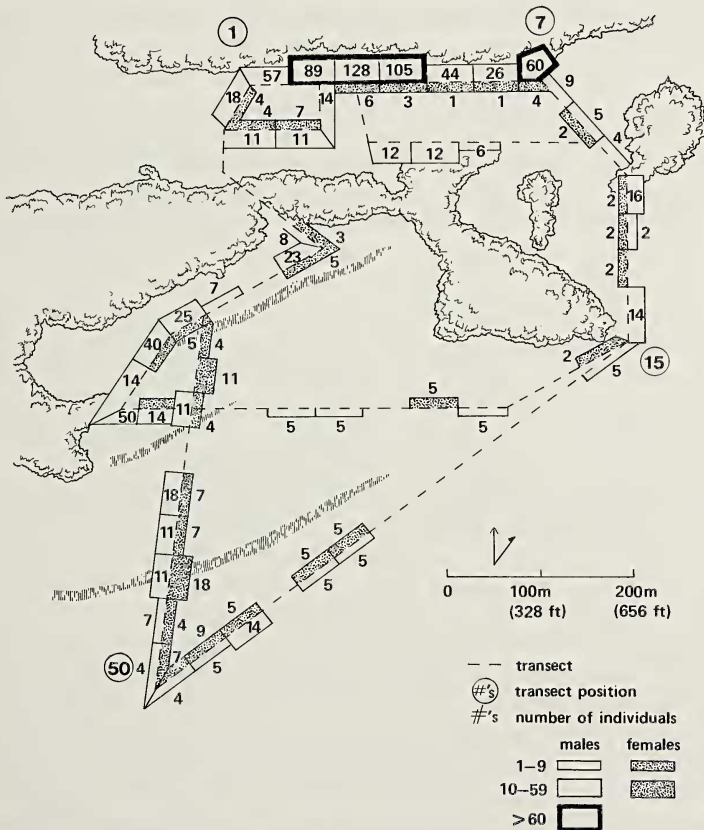 1
7
57 89 128 105 44 26 60
18 4 14 6 3 1 1 4 9
4 7 5
11 11 2 4
12 12 6
16
2
8 3 2 2
23 5
7 2
25 14
40 5 4
14 11 2 15
5 5
50 14 11 4
5 5 5
18 7
11 7
11 18
5 5
5 5
7 4 5
9 14
50 4 7 5
4
0 100m 200m
(328 ft) (656 ft)
transect
#'s transect position
#'s number of individuals
males females
1–9
10–59
>60